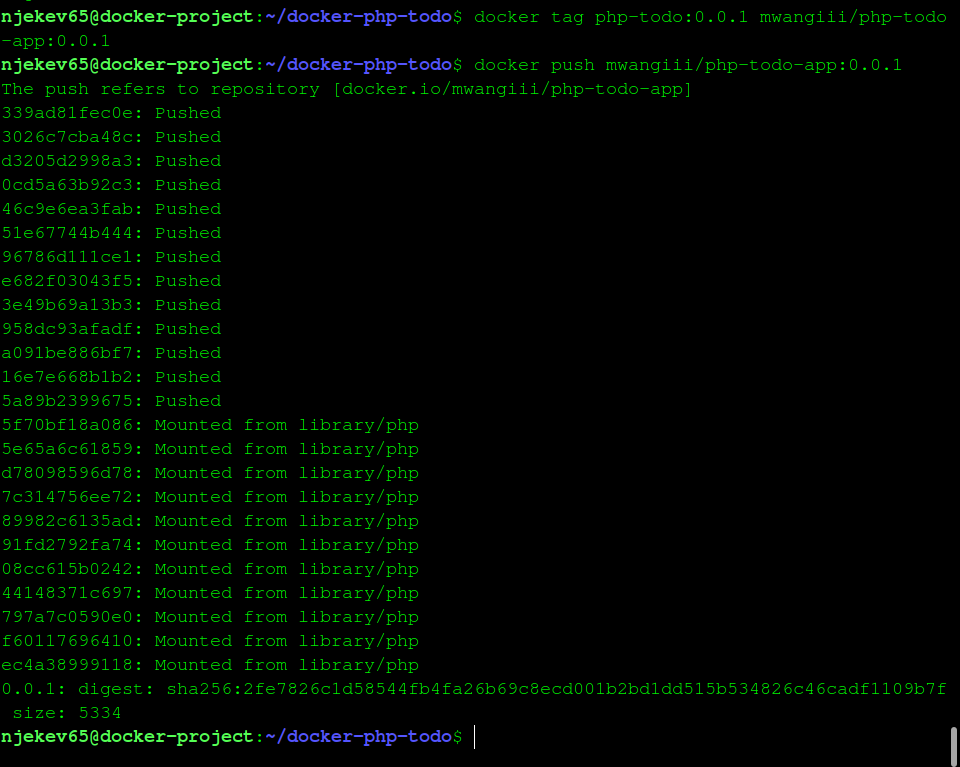 njekev65@docker-project:~/docker-php-todo$ docker tag php-todo:0.0.1 mwangiii/php-todo
-app:0.0.1
njekev65@docker-project:~/docker-php-todo$ docker push mwangiii/php-todo-app:0.0.1
The push refers to repository [docker.io/mwangiii/php-todo-app]
339ad81fec0e: Pushed
3026c7cba48c: Pushed
d3205d2998a3: Pushed
0cd5a63b92c3: Pushed
46c9e6ea3fab: Pushed
51e67744b444: Pushed
96786d111ce1: Pushed
e682f03043f5: Pushed
3e49b69a13b3: Pushed
958dc93afadf: Pushed
a091be886bf7: Pushed
16e7e668b1b2: Pushed
5a89b2399675: Pushed
5f70bf18a086: Mounted from library/php
5e65a6c61859: Mounted from library/php
d78098596d78: Mounted from library/php
7c314756ee72: Mounted from library/php
89982c6135ad: Mounted from library/php
91fd2792fa74: Mounted from library/php
08cc615b0242: Mounted from library/php
44148371c697: Mounted from library/php
797a7c0590e0: Mounted from library/php
f60117696410: Mounted from library/php
ec4a38999118: Mounted from library/php
0.0.1: digest: sha256:2fe7826c1d58544fb4fa26b69c8ecd001b2bd1dd515b534826c46cadf1109b7f
 size: 5334
njekev65@docker-project:~/docker-php-todo$